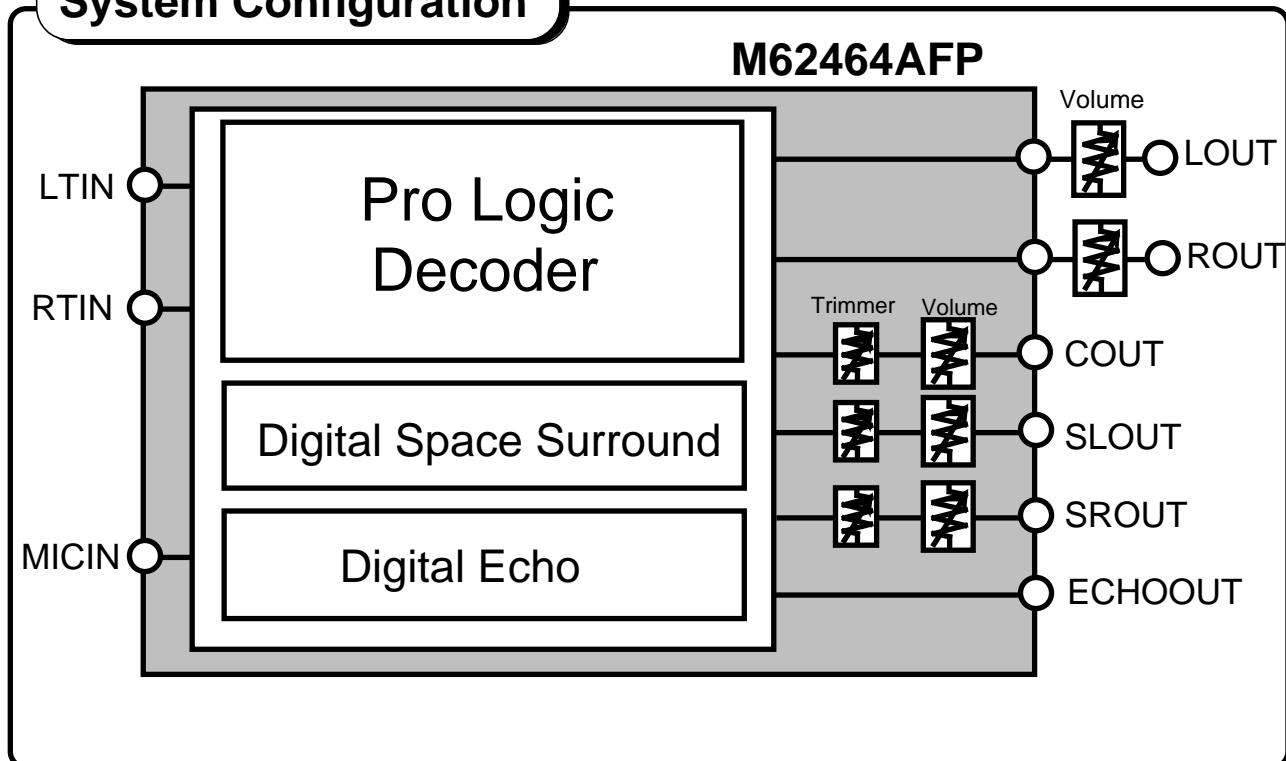 System Configuration
M62464AFP
Volume
LTIN
Pro Logic
Decoder
LOUT
ROUT
RTIN
Trimmer
Volume
COUT
Digital Space Surround
SLOUT
SROUT
MICIN
Digital Echo
ECHOOUT